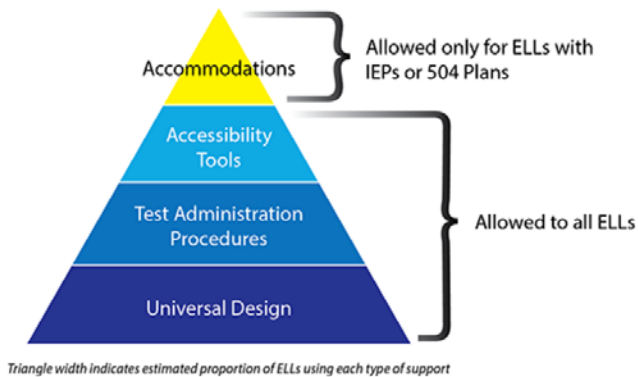 Accommodations
Allowed only for ELLs with
IEPs or 504 Plans
Accessibility
Tools
Test Administration
Procedures
Allowed to all ELLs
Universal Design
Triangle width indicates estimated proportion of ELLs using each type of support